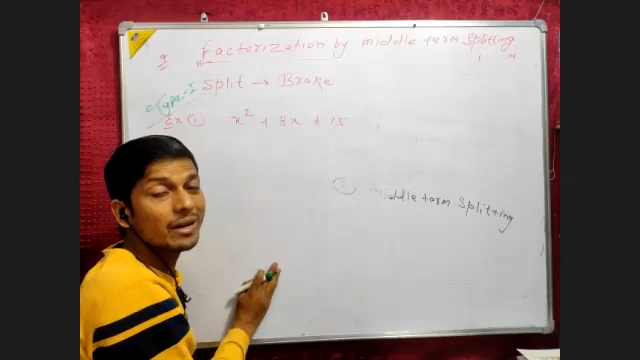 * Factorization by middle term Splitting
Split → Brake
Type-I
Ex ① x² + 8x + 15
② Middle term Splitting